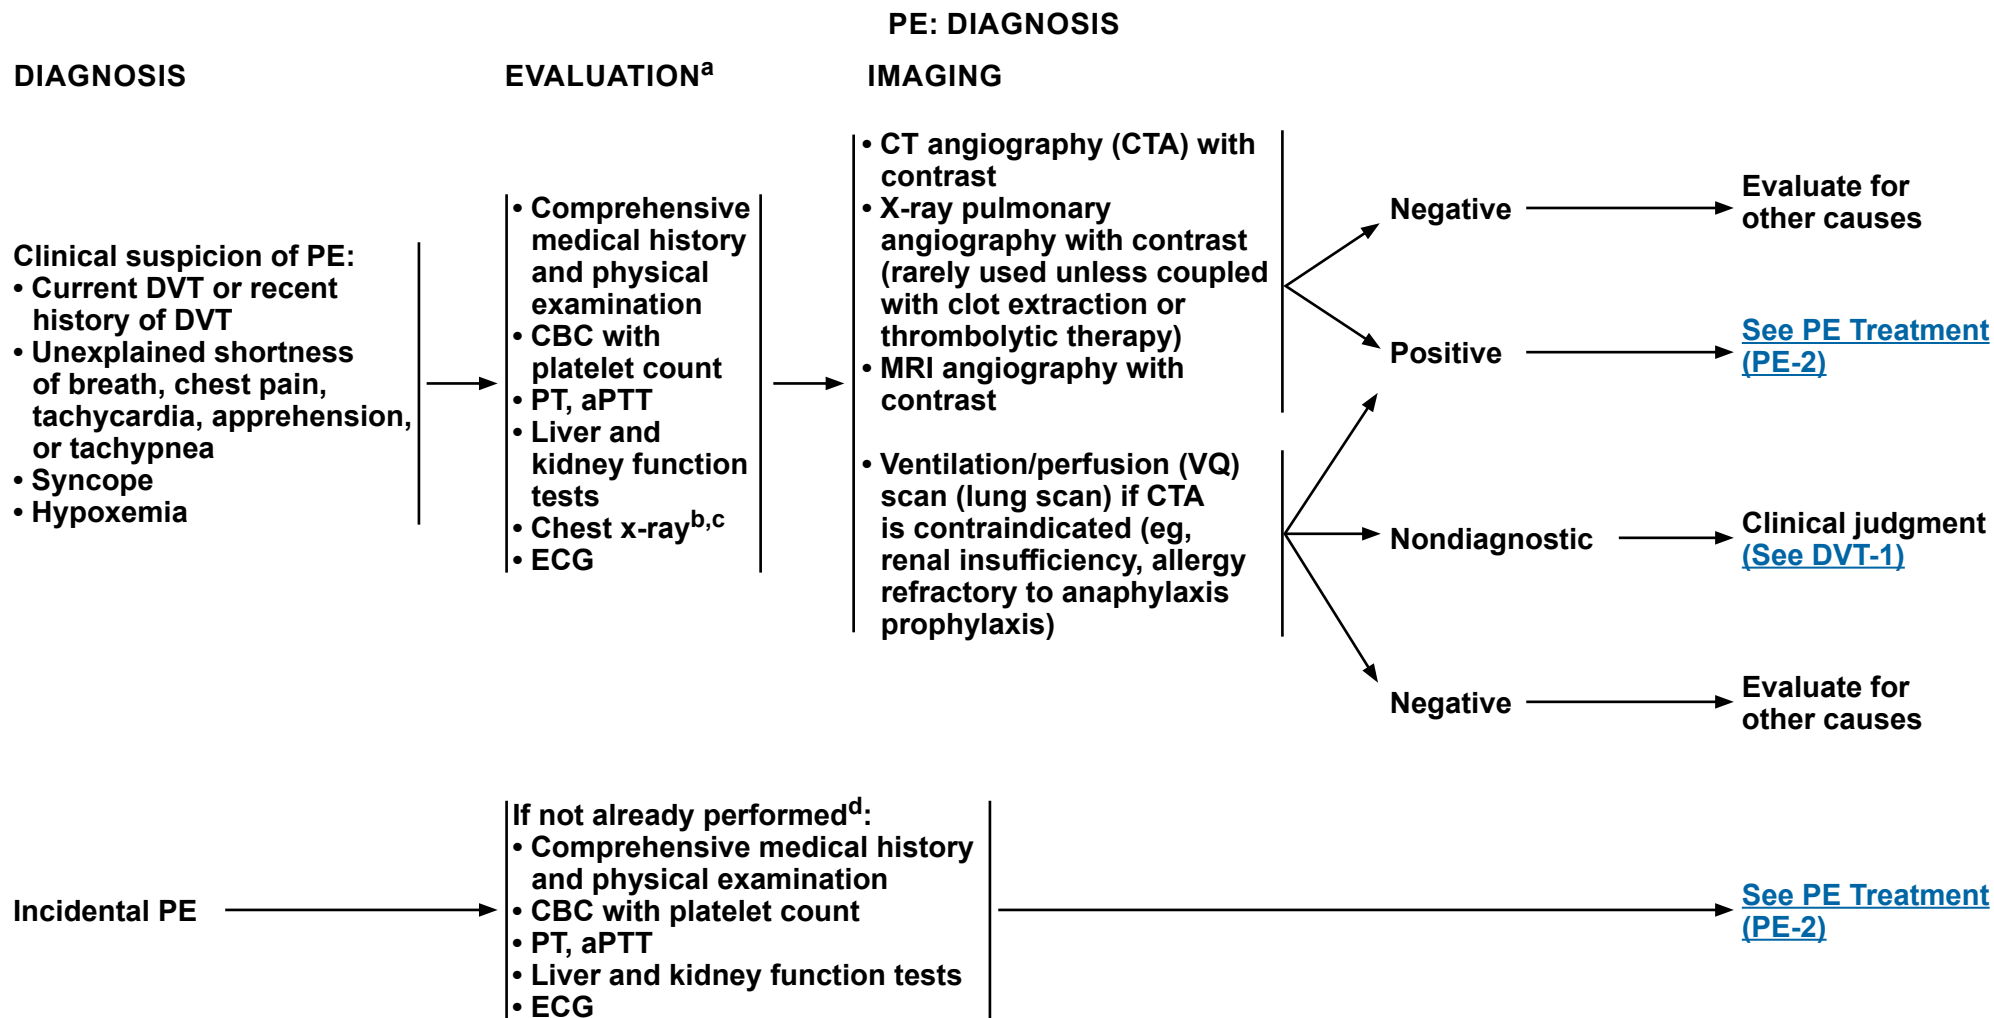 PE: DIAGNOSIS
DIAGNOSIS
EVALUATIONa
IMAGING
Clinical suspicion of PE:
• Current DVT or recent
history of DVT
• Unexplained shortness
of breath, chest pain,
tachycardia, apprehension,
or tachypnea
• Syncope
• Hypoxemia
• Comprehensive
medical history
and physical
examination
• CBC with
platelet count
• PT, aPTT
• Liver and
kidney function
tests
• Chest x-rayb,c
• ECG
• CT angiography (CTA) with
contrast
• X-ray pulmonary
angiography with contrast
(rarely used unless coupled
with clot extraction or
thrombolytic therapy)
• MRI angiography with
contrast
• Ventilation/perfusion (VQ)
scan (lung scan) if CTA
is contraindicated (eg,
renal insufficiency, allergy
refractory to anaphylaxis
prophylaxis)
Negative
Evaluate for
other causes
Positive
See PE Treatment
(PE-2)
Nondiagnostic
Clinical judgment
(See DVT-1)
Negative
Evaluate for
other causes
Incidental PE
If not already performedd:
• Comprehensive medical history
and physical examination
• CBC with platelet count
• PT, aPTT
• Liver and kidney function tests
• ECG
See PE Treatment
(PE-2)